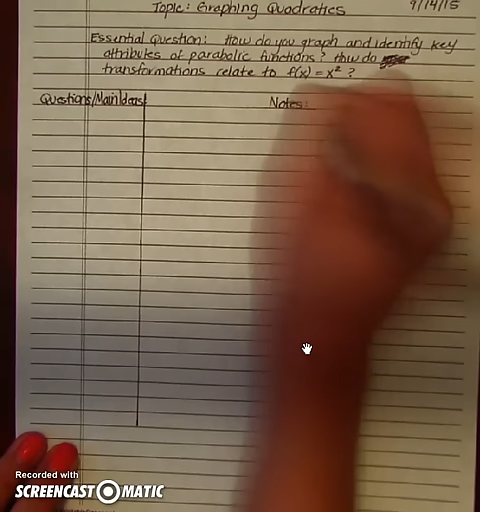 Topic: Graphing Quadratics 9/14/15
Essential Question: How do you graph and identify key
attributes of parabolic functions? How do
transformations relate to f(x) = x² ?
Questions/Main Ideas Notes:
Recorded with
SCREENCAST-O-MATIC